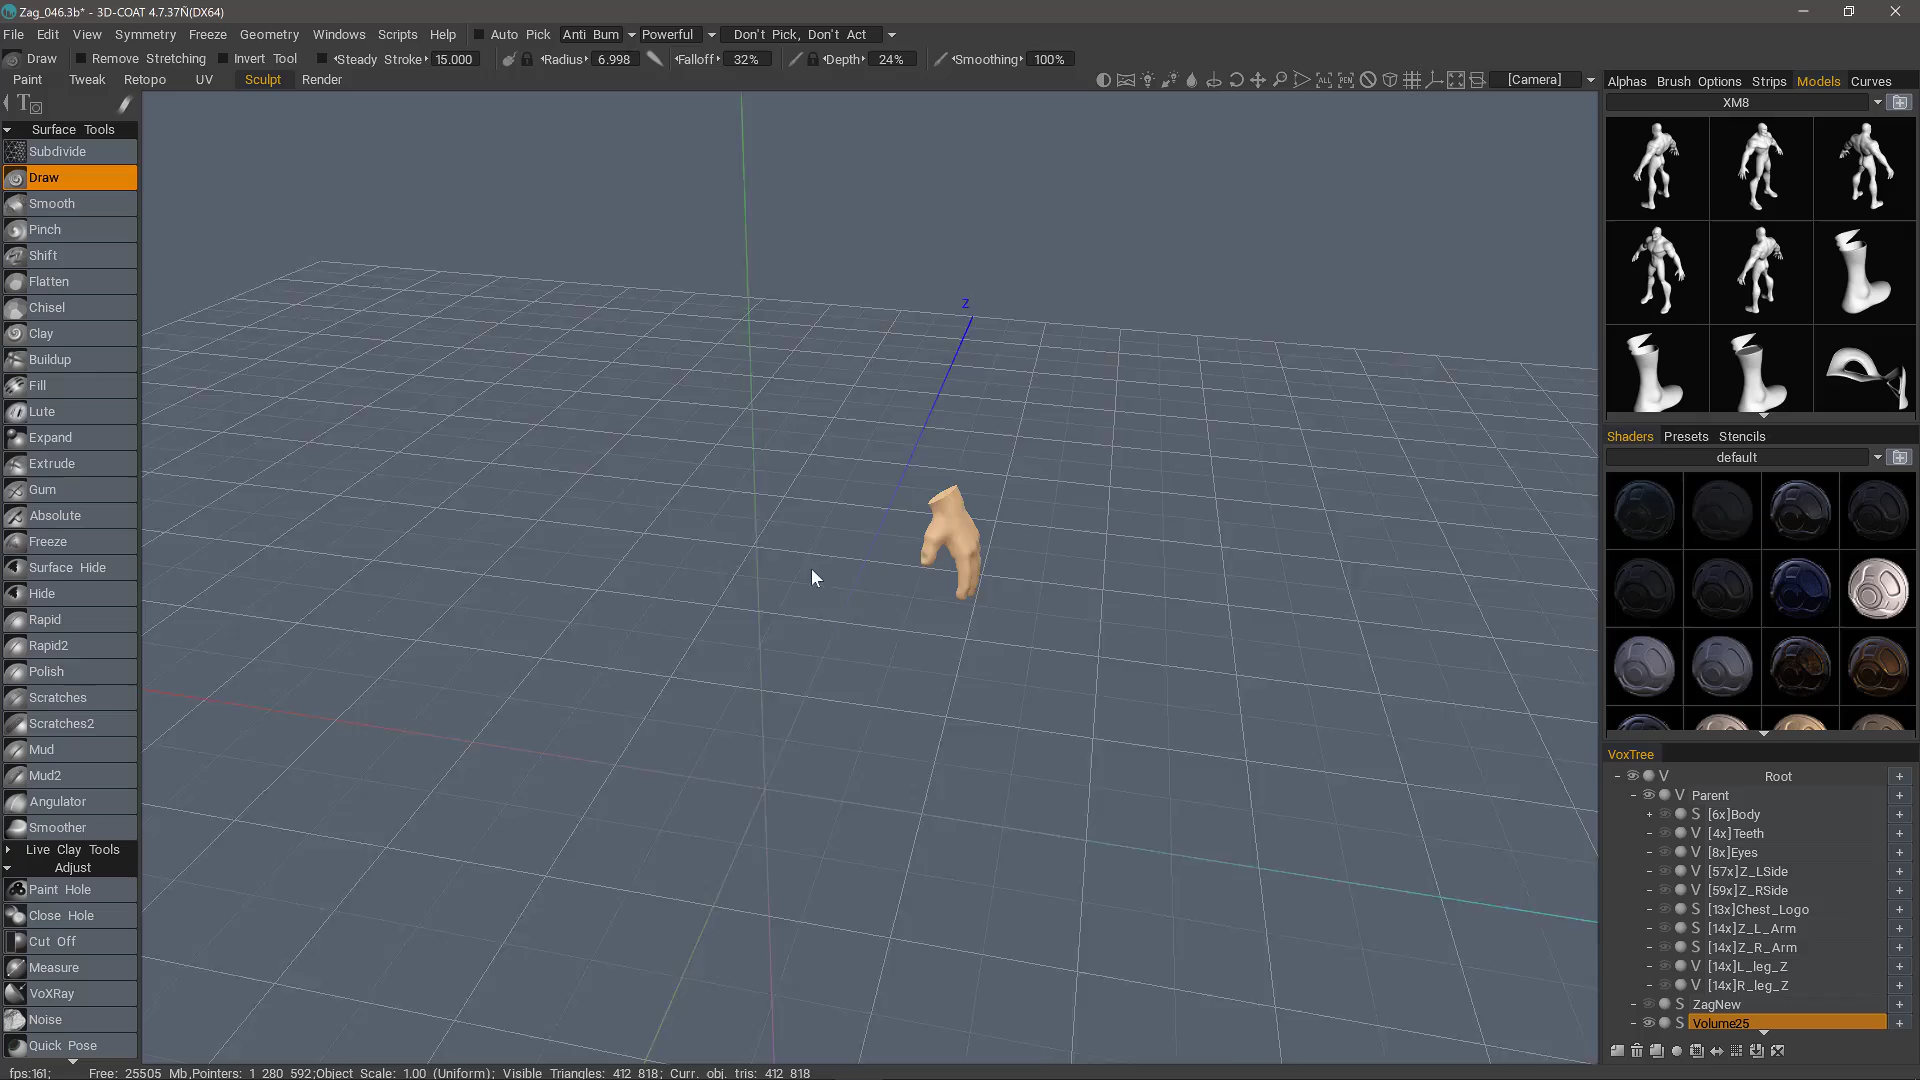 Zag_046.3b* - 3D-COAT 4.7.37Ñ(DX64)
File Edit View Symmetry Freeze Geometry Windows Scripts Help Auto Pick Anti Bum Powerful Don't Pick, Don't Act
Draw Remove Stretching Invert Tool Steady Stroke 15.000 Radius 6.998 Falloff 32% Depth 24% Smoothing 100%
Paint Tweak Retopo UV Sculpt Render [Camera]
Surface Tools
Subdivide
Draw
Smooth
Pinch
Shift
Flatten
Chisel
Clay
Buildup
Fill
Lute
Expand
Extrude
Gum
Absolute
Freeze
Surface Hide
Hide
Rapid
Rapid2
Polish
Scratches
Scratches2
Mud
Mud2
Angulator
Smoother
Live Clay Tools
Adjust
Paint Hole
Close Hole
Cut Off
Measure
VoXRay
Noise
Quick Pose
Z
Alphas Brush Options Strips Models Curves
XM8
Shaders Presets Stencils
default
VoxTree
V Root +
V Parent +
S [6x]Body +
V [4x]Teeth +
V [8x]Eyes +
V [57x]Z_LSide +
V [59x]Z_RSide +
S [13x]Chest_Logo +
S [14x]Z_L_Arm +
S [14x]Z_R_Arm +
V [14x]L_leg_Z +
V [14x]R_leg_Z +
S ZagNew +
S Volume25 +
fps:161; Free: 25505 Mb,Pointers: 1 280 592;Object Scale: 1.00 (Uniform); Visible Triangles: 412 818; Curr. obj. tris: 412 818